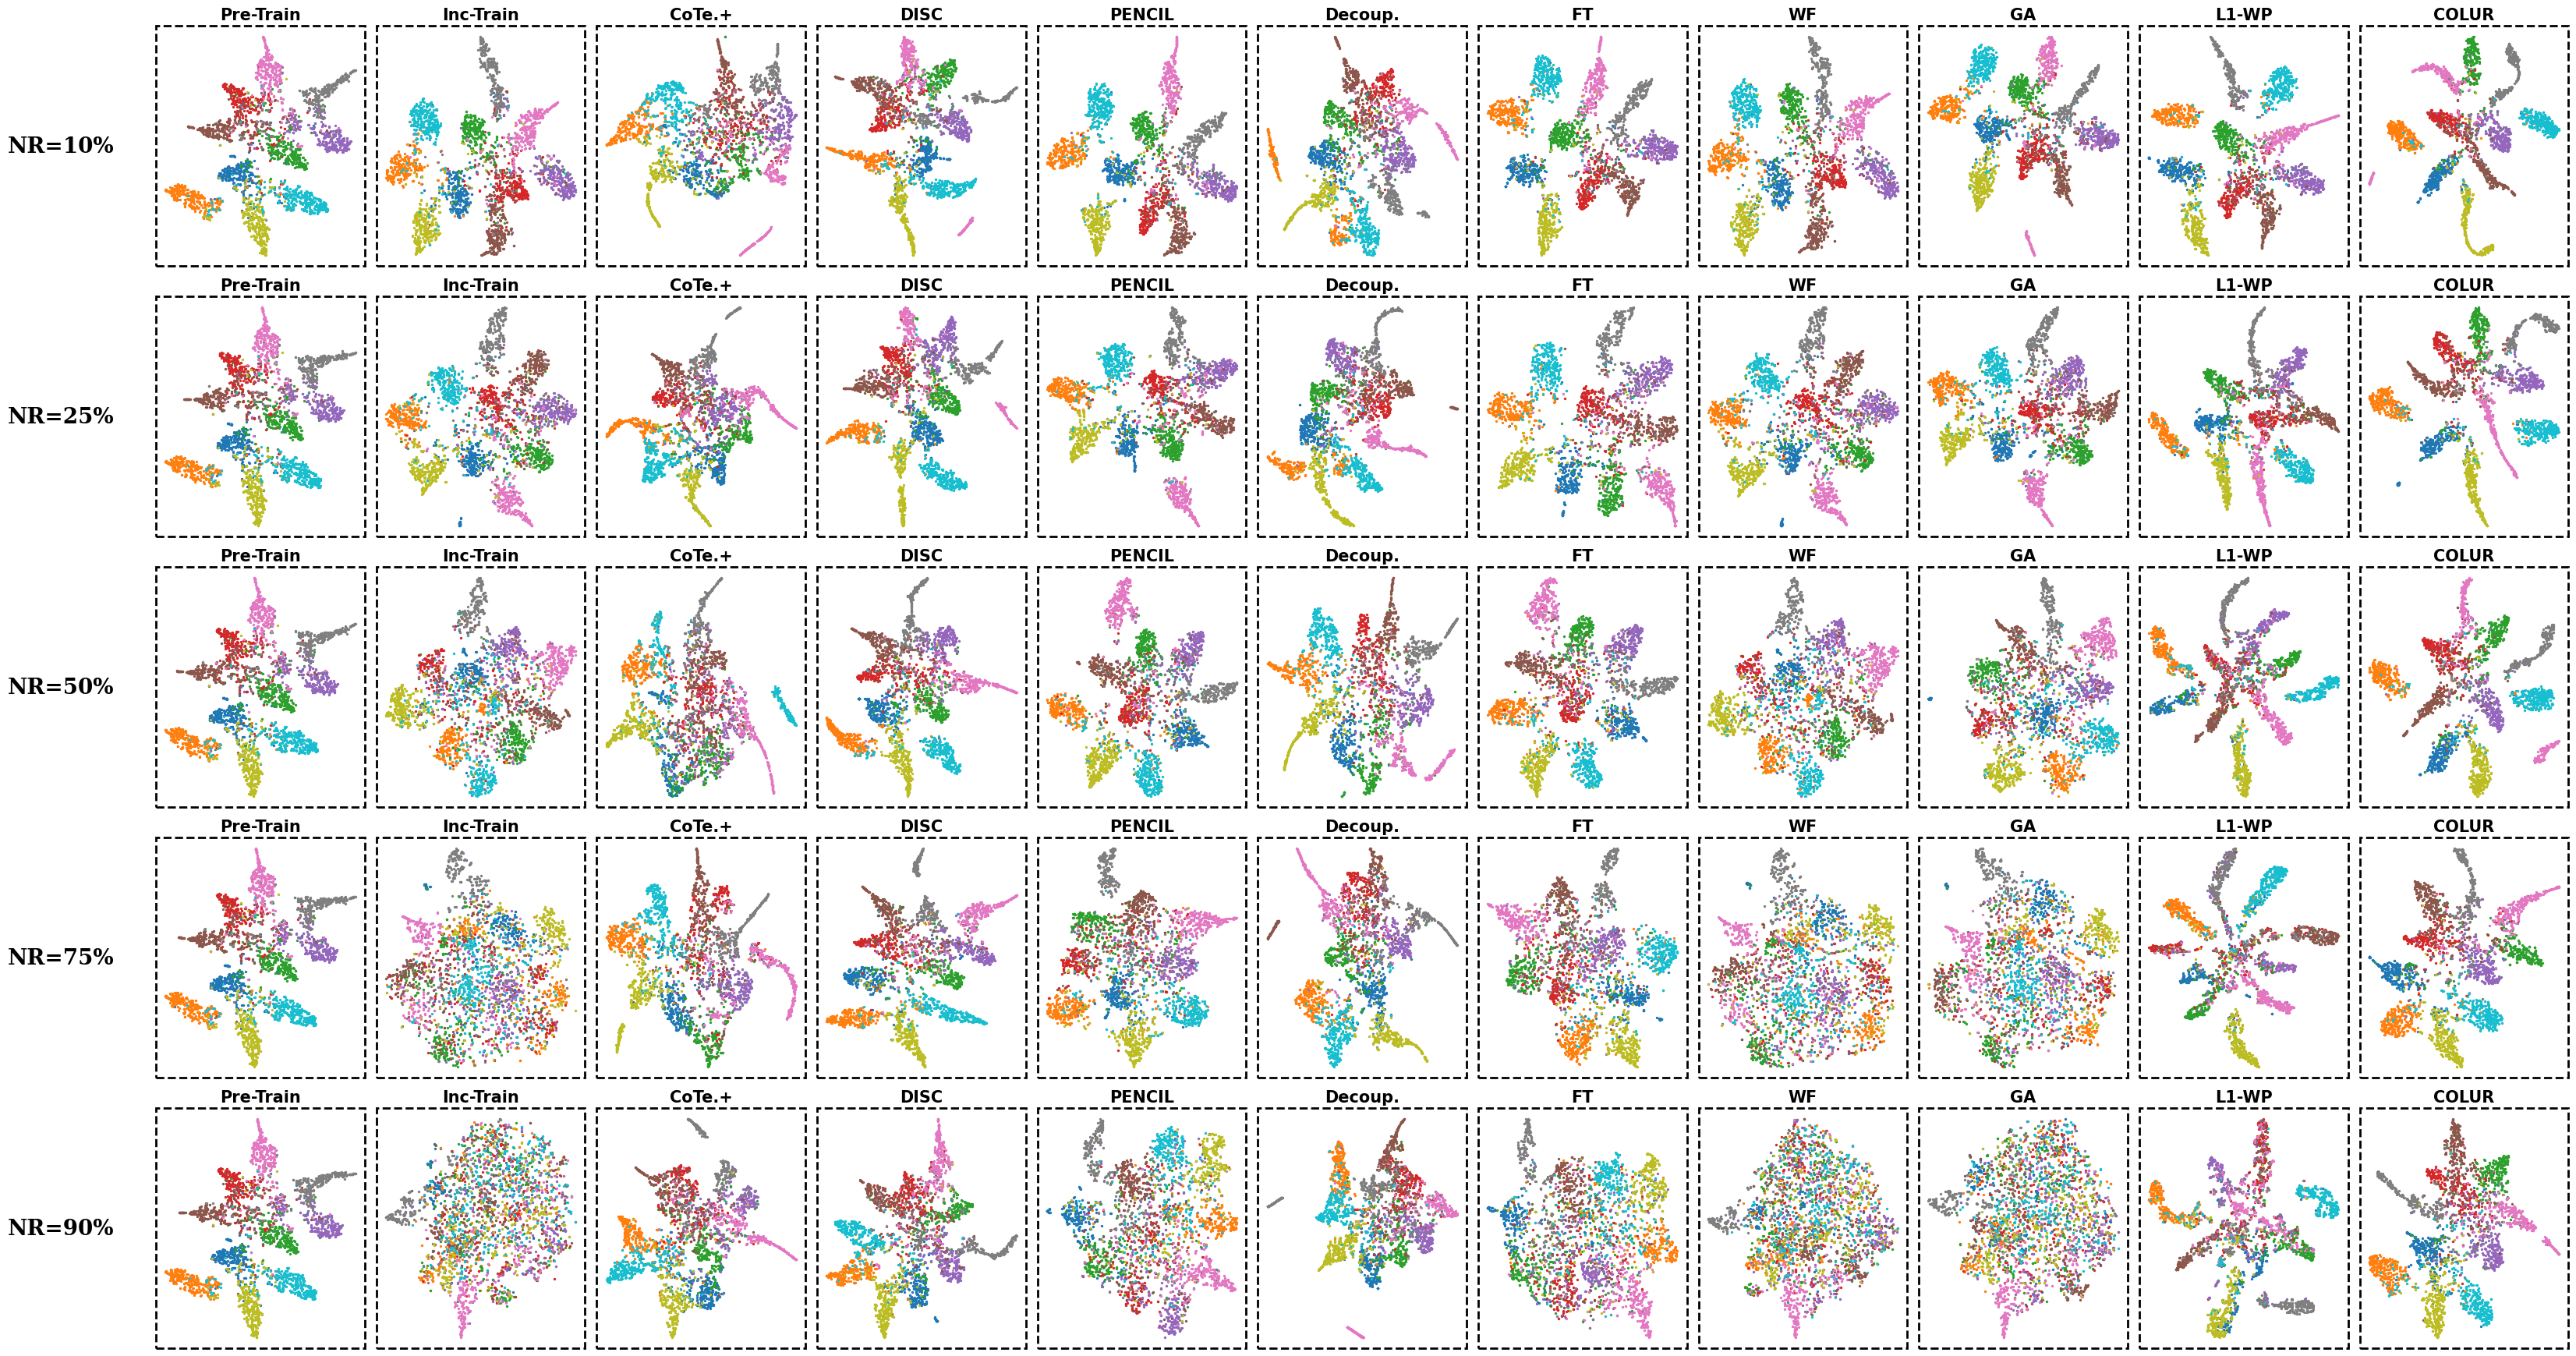 Pre-Train Inc-Train CoTe.+ DISC PENCIL Decoup. FT WF GA L1-WP COLUR
NR=10%
Pre-Train Inc-Train CoTe.+ DISC PENCIL Decoup. FT WF GA L1-WP COLUR
NR=25%
Pre-Train Inc-Train CoTe.+ DISC PENCIL Decoup. FT WF GA L1-WP COLUR
NR=50%
Pre-Train Inc-Train CoTe.+ DISC PENCIL Decoup. FT WF GA L1-WP COLUR
NR=75%
Pre-Train Inc-Train CoTe.+ DISC PENCIL Decoup. FT WF GA L1-WP COLUR
NR=90%